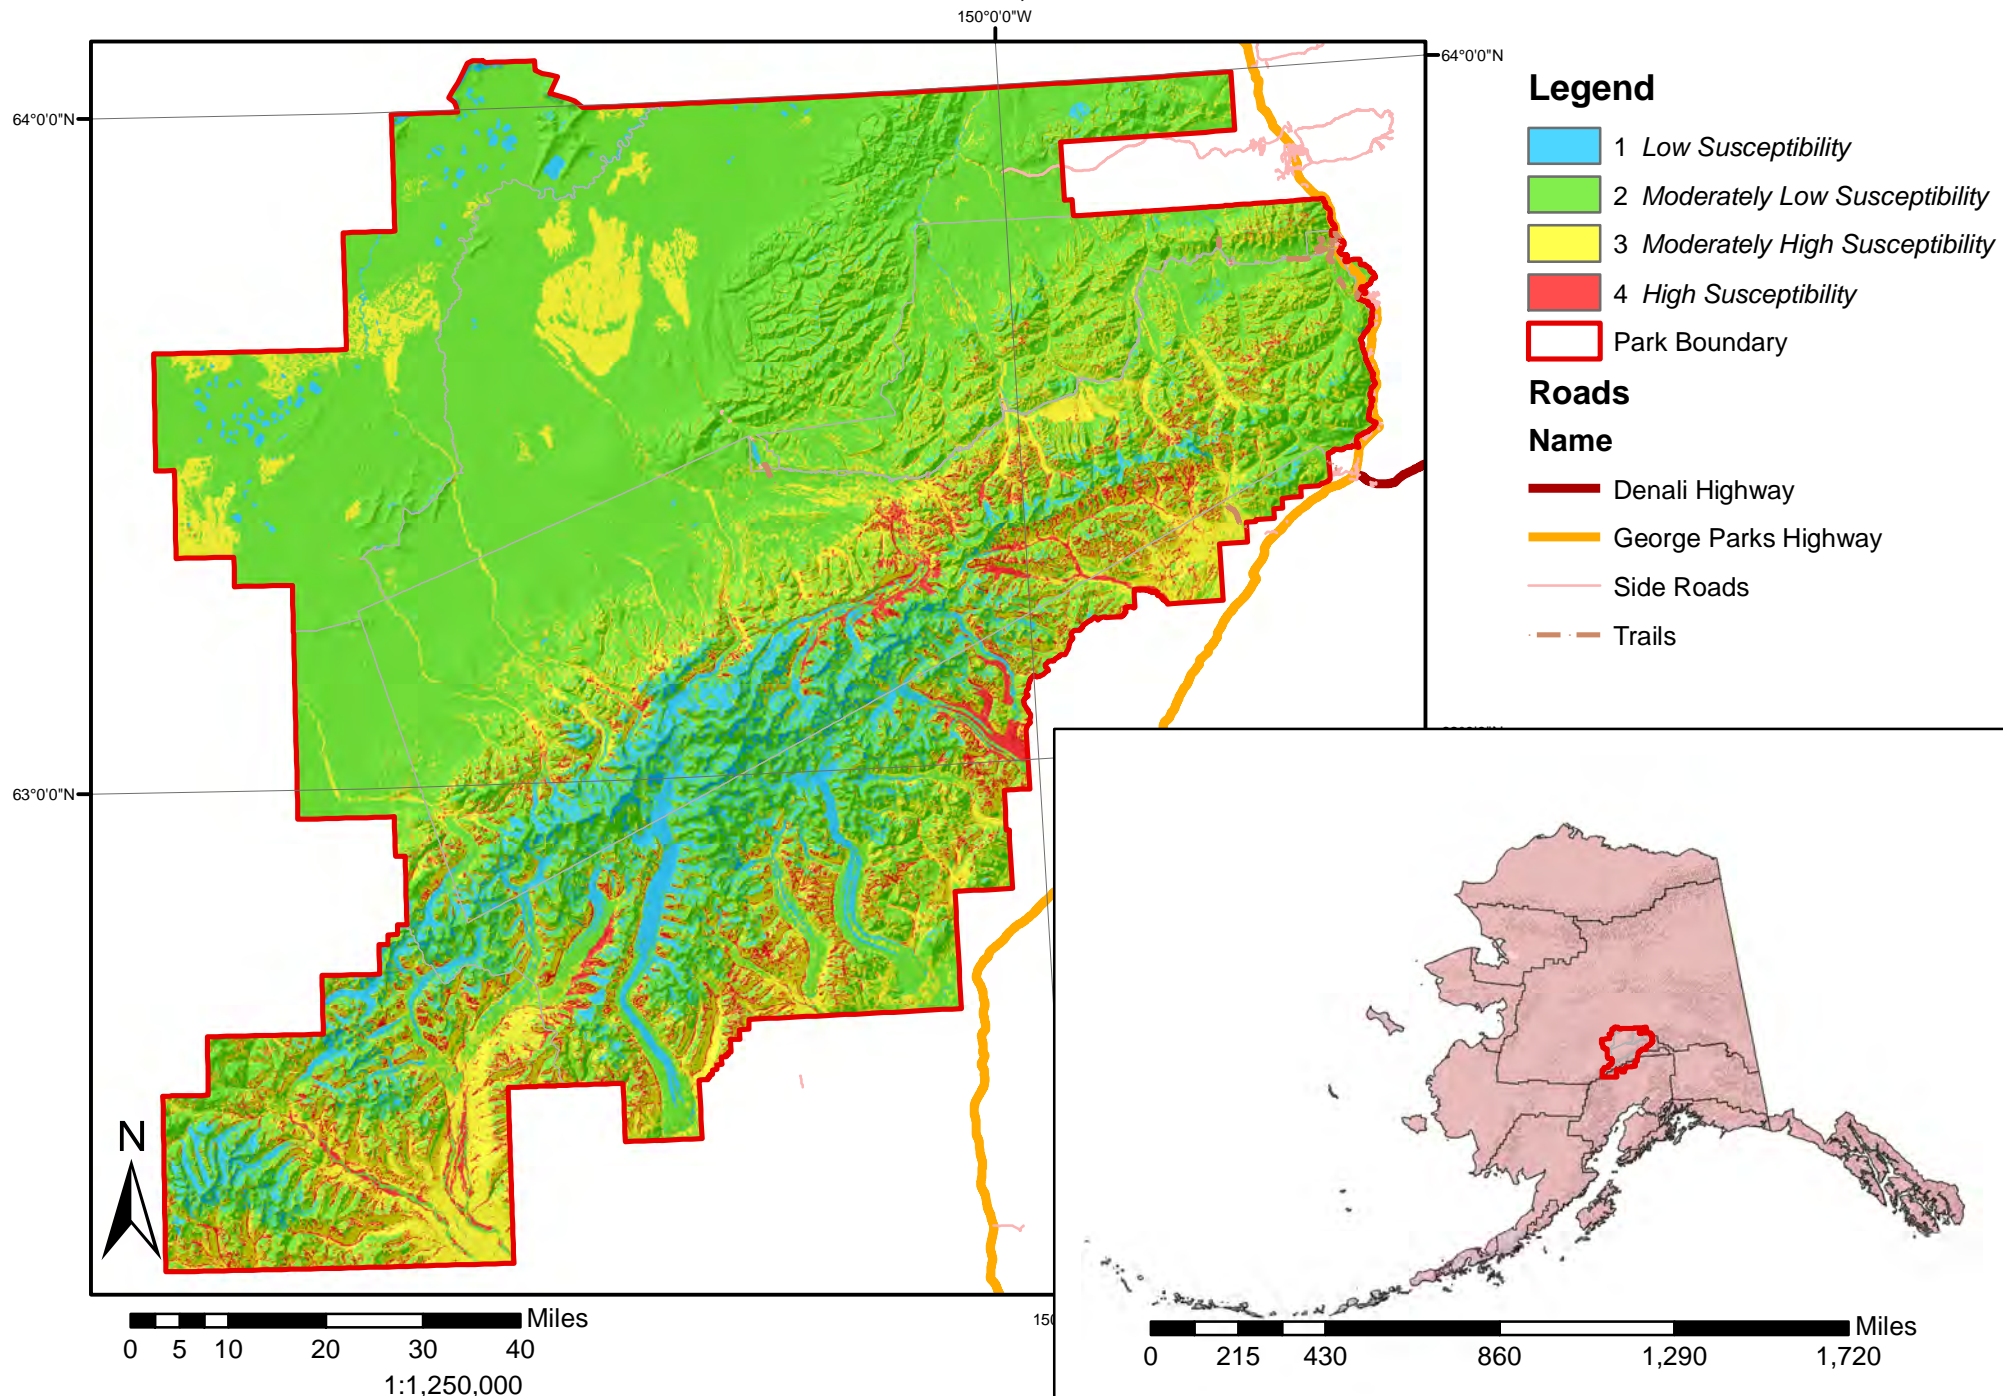 150°0'0"W
64°0'0"N
64°0'0"N
63°0'0"N
Legend
1 Low Susceptibility
2 Moderately Low Susceptibility
3 Moderately High Susceptibility
4 High Susceptibility
Park Boundary
Roads
Name
Denali Highway
George Parks Highway
Side Roads
Trails
N
Miles
0 5 10 20 30 40
1:1,250,000
150
Miles
0 215 430 860 1,290 1,720